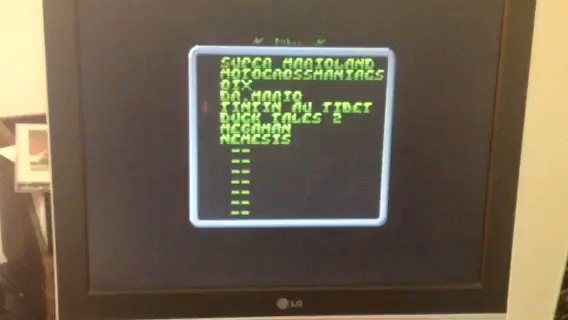 SUPER MARIOLAND
MOTOCROSSMANIACS
QIX
DR.MARIO
TINTIN AU TIBET
DUCK TALES 2
MEGAMAN
NEMESIS
--
--
--
--
--
--
--
LG